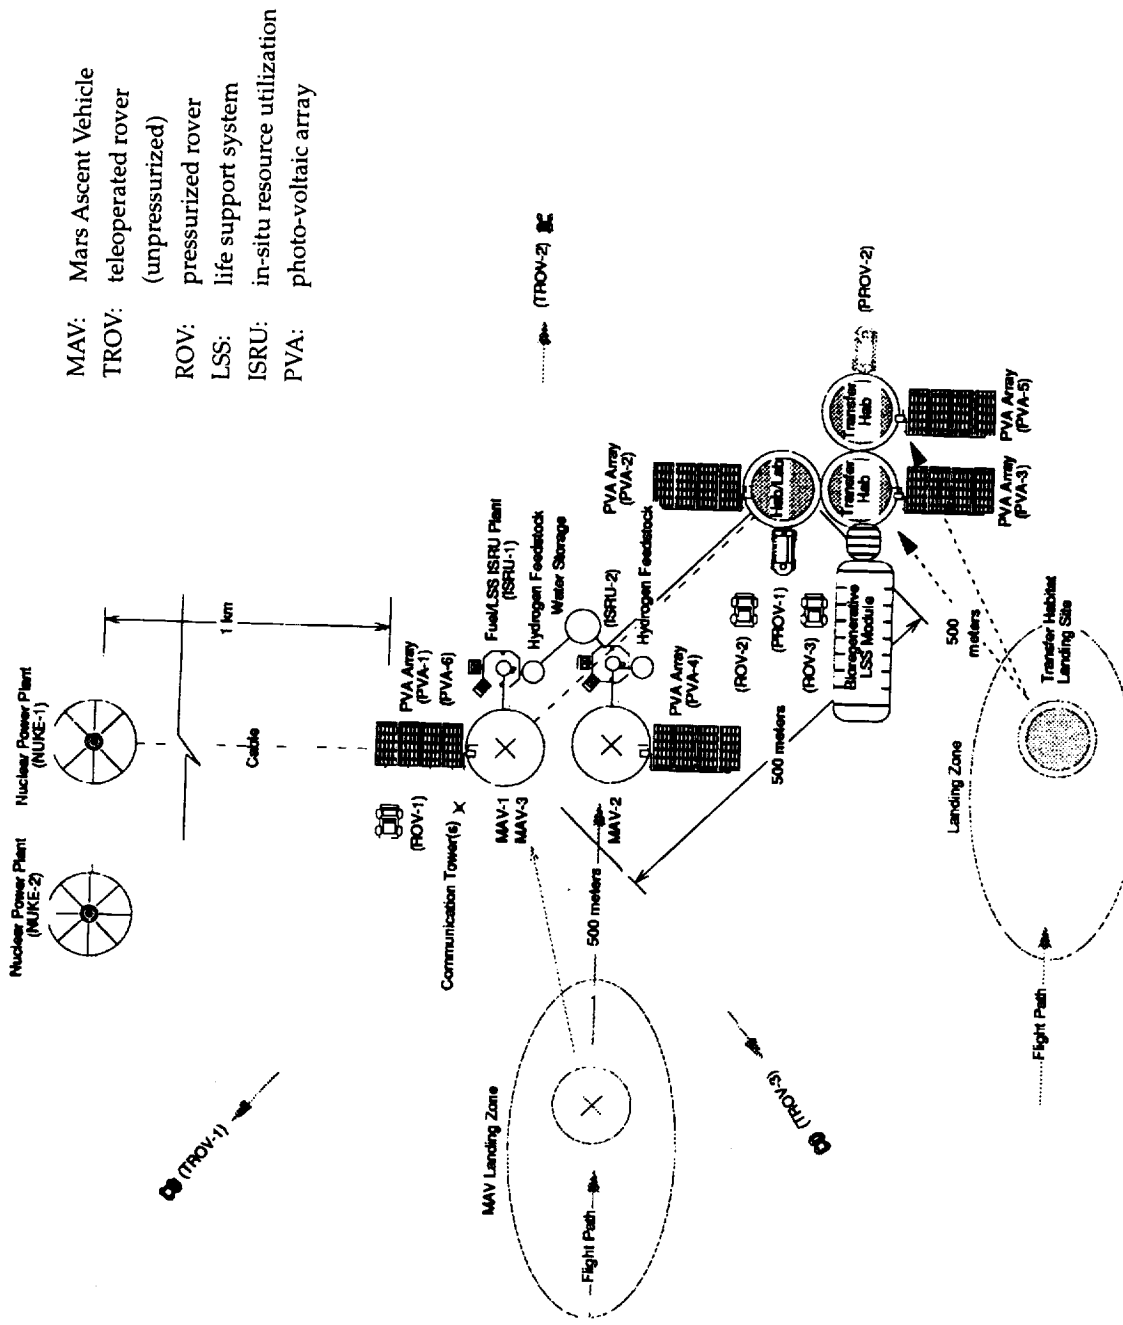 MAV: Mars Ascent Vehicle
TROV: teleoperated rover
(unpressurized)
ROV: pressurized rover
LSS: life support system
ISRU: in-situ resource utilization
PVA: photo-voltaic array
Nuclear Power Plant
(NUKE-2)
Nuclear Power Plant
(NUKE-1)
1 km
Cable
(TROV-1)
(ROV-1)
PVA Array
(PVA-1)
(PVA-6)
Communication Tower(s)
Fuel/LSS ISRU Plant
(ISRU-1)
Hydrogen Feedstock
Water Storage
MAV-1
MAV-3
(TROV-2)
(ISRU-2)
Hydrogen Feedstock
MAV-2
PVA Array
(PVA-4)
PVA Array
(PVA-2)
MAV Landing Zone
Flight Path
500 meters
500 meters
(TROV-3)
(ROV-2)
(PROV-1)
(ROV-3)
Hab/Lab
Bioregenerative
LSS Module
Transfer
Hab
Transfer
Hab
(PROV-2)
500
meters
PVA Array
(PVA-3)
PVA Array
(PVA-5)
Landing Zone
Transfer Habitat
Landing Site
Flight Path